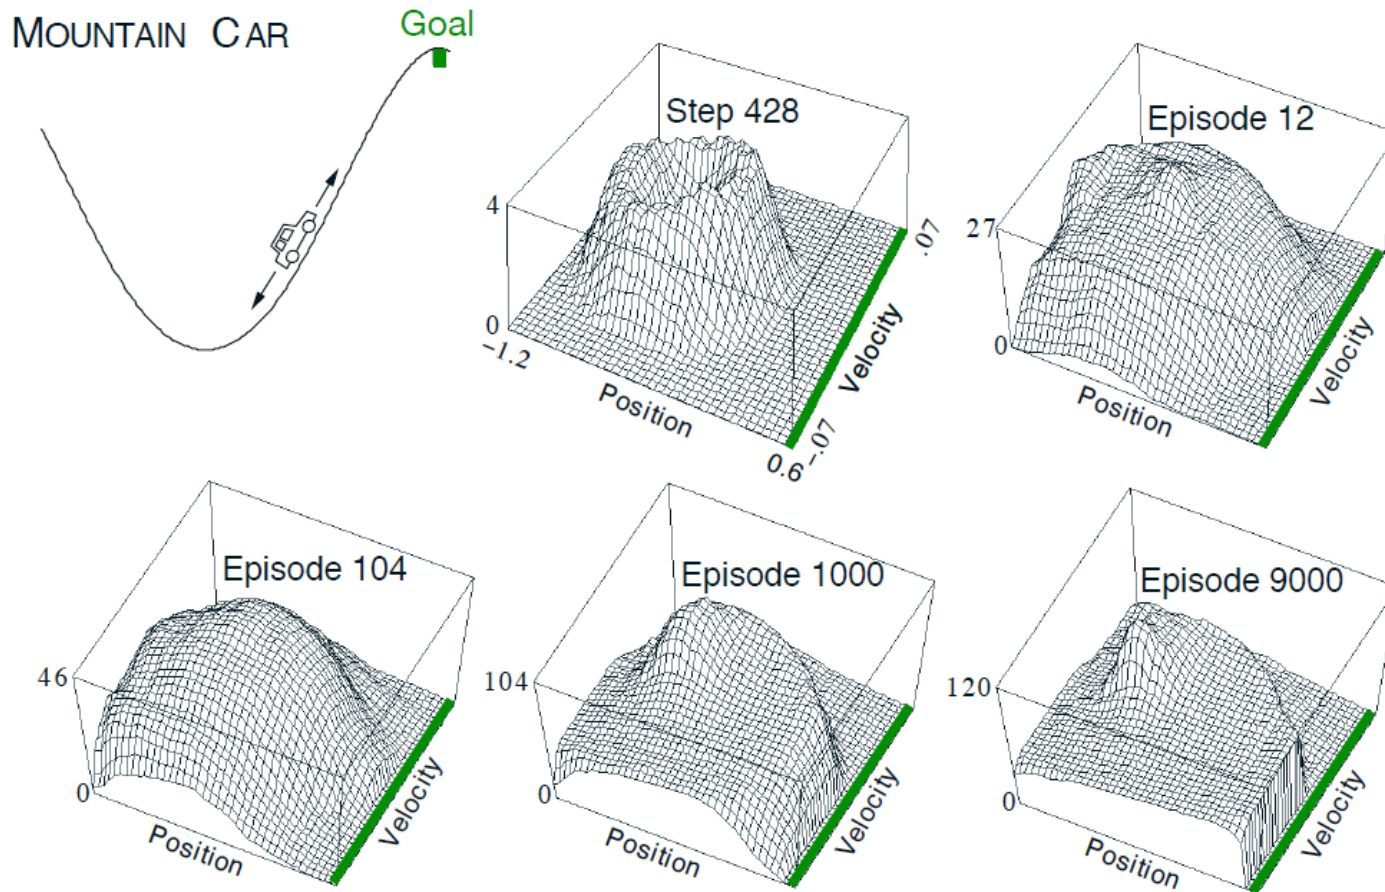 MOUNTAIN CAR
Goal
Step 428
4
0
-1.2
Position
0.6
-.07
Velocity
.07
Episode 12
27
0
Position
Velocity
Episode 104
46
0
Position
Velocity
Episode 1000
104
0
Position
Velocity
Episode 9000
120
0
Position
Velocity